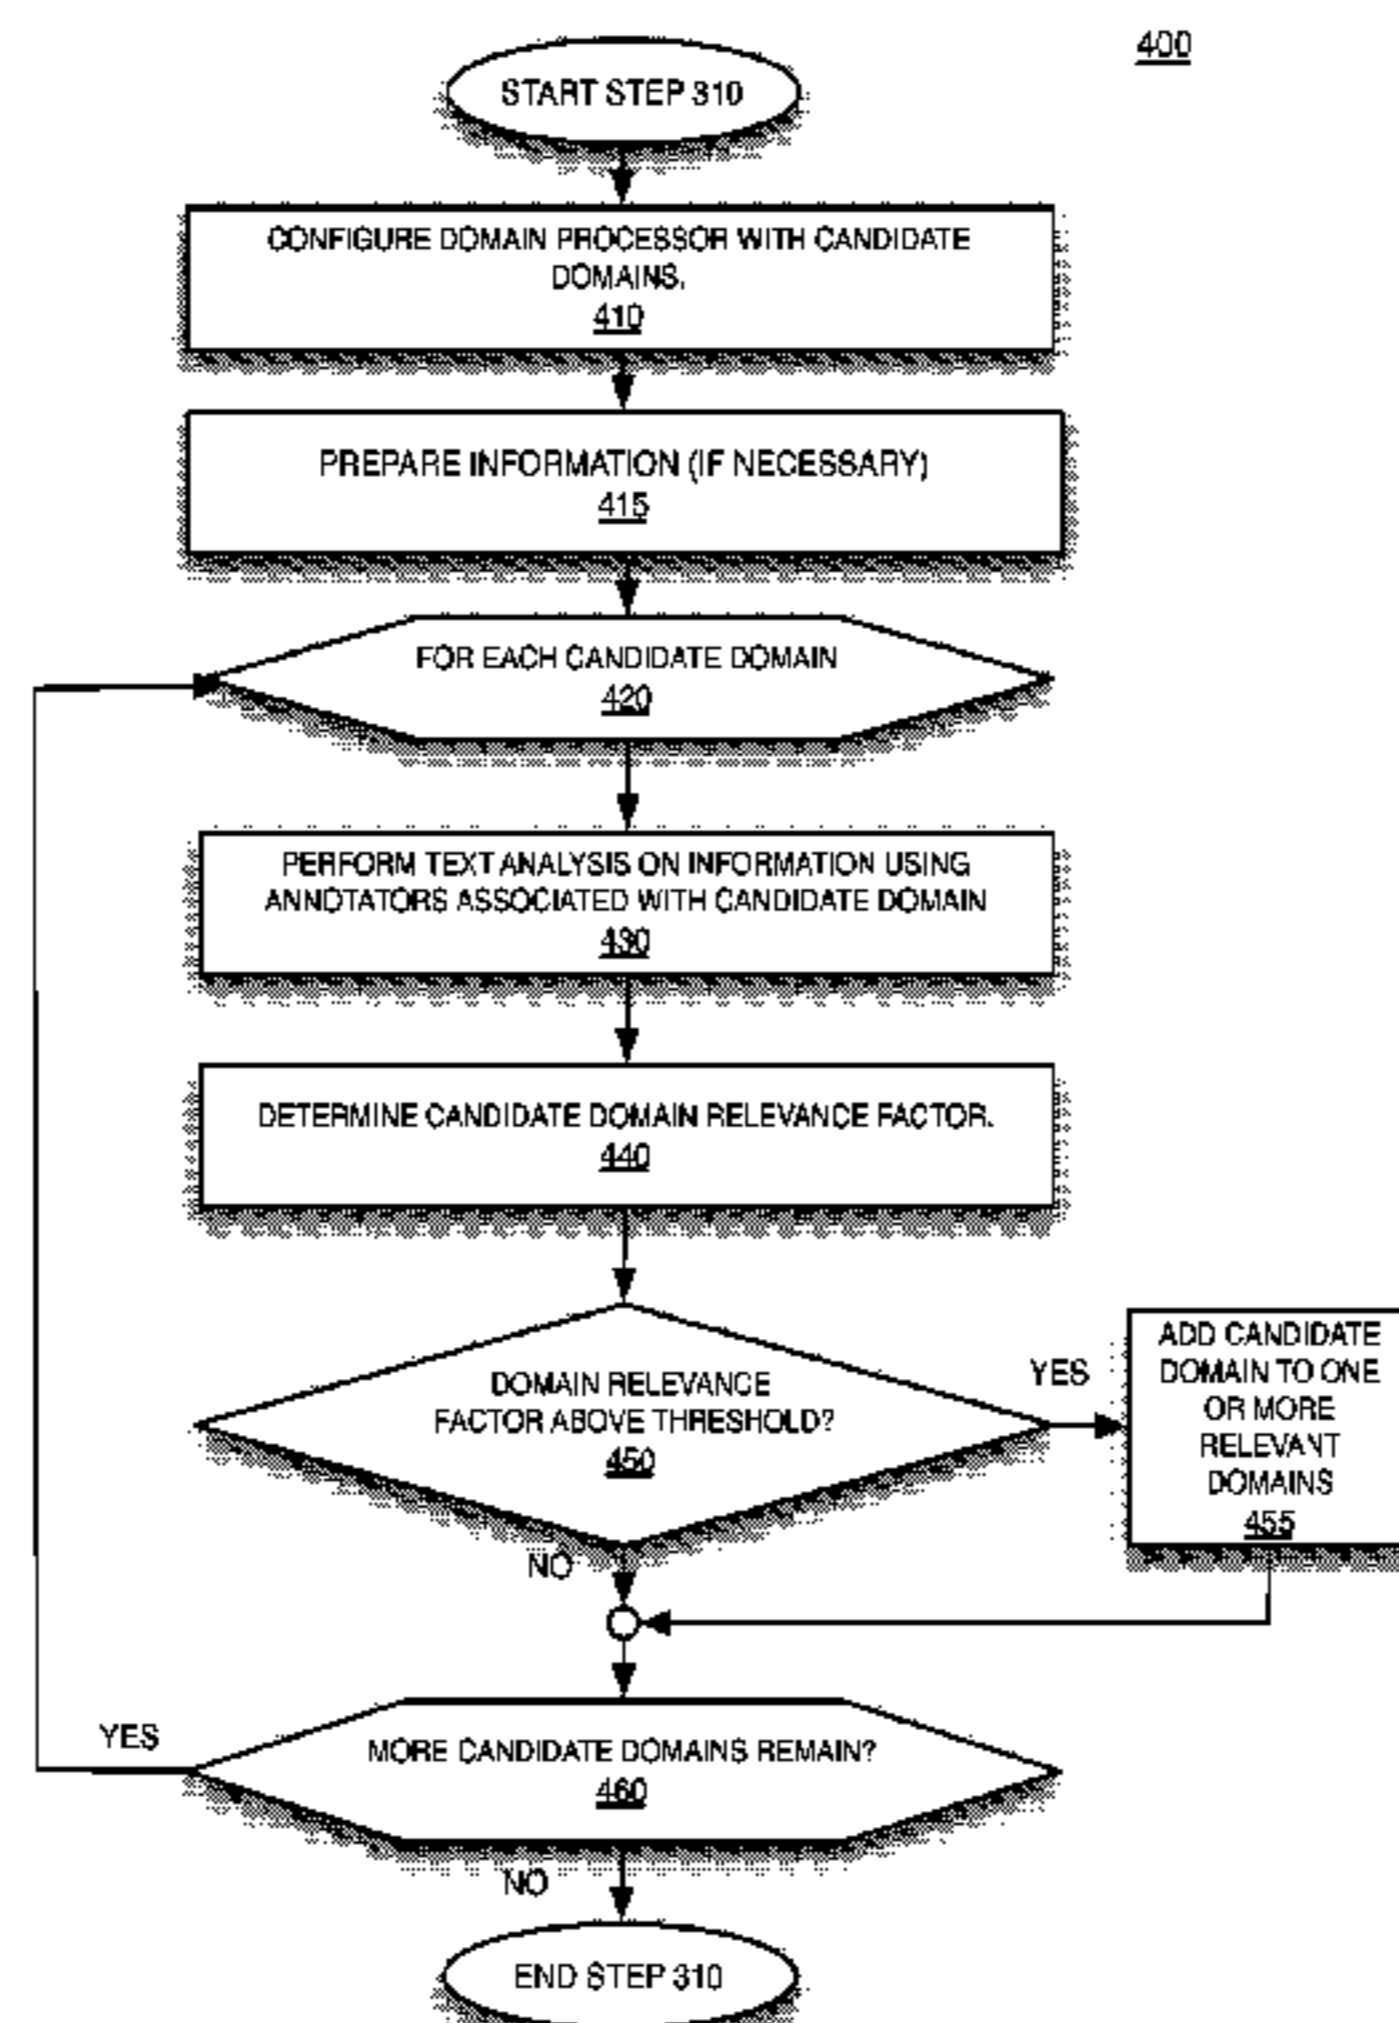 400
START STEP 310
CONFIGURE DOMAIN PROCESSOR WITH CANDIDATE
DOMAINS.
410
PREPARE INFORMATION (IF NECESSARY)
415
FOR EACH CANDIDATE DOMAIN
420
PERFORM TEXT ANALYSIS ON INFORMATION USING
ANNOTATORS ASSOCIATED WITH CANDIDATE DOMAIN
430
DETERMINE CANDIDATE DOMAIN RELEVANCE FACTOR.
440
DOMAIN RELEVANCE
FACTOR ABOVE THRESHOLD?
450
YES
ADD CANDIDATE
DOMAIN TO ONE
OR MORE
RELEVANT
DOMAINS
455
NO
YES
MORE CANDIDATE DOMAINS REMAIN?
460
NO
END STEP 310